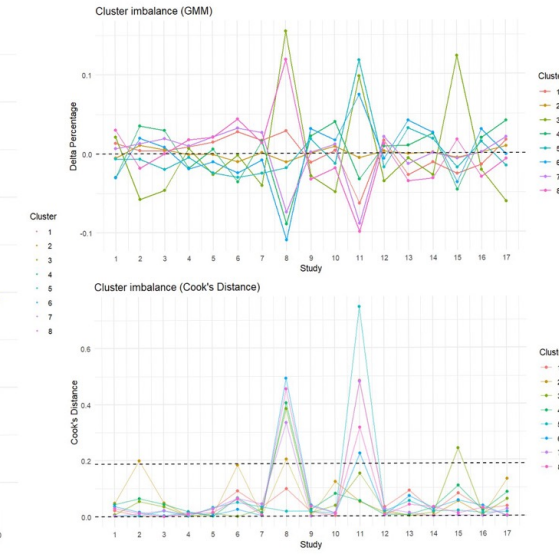 Cluster imbalance (GMM)
Delta Percentage
0.1
0.0
-0.1
1 2 3 4 5 6 7 8 9 10 11 12 13 14 15 16 17
Study
Cluster
1
2
3
4
5
6
7
8
Cluste
1
2
3
4
5
6
7
8
Cluster imbalance (Cook's Distance)
Cook's Distance
0.6
0.4
0.2
0.0
1 2 3 4 5 6 7 8 9 10 11 12 13 14 15 16 17
Study
Cluste